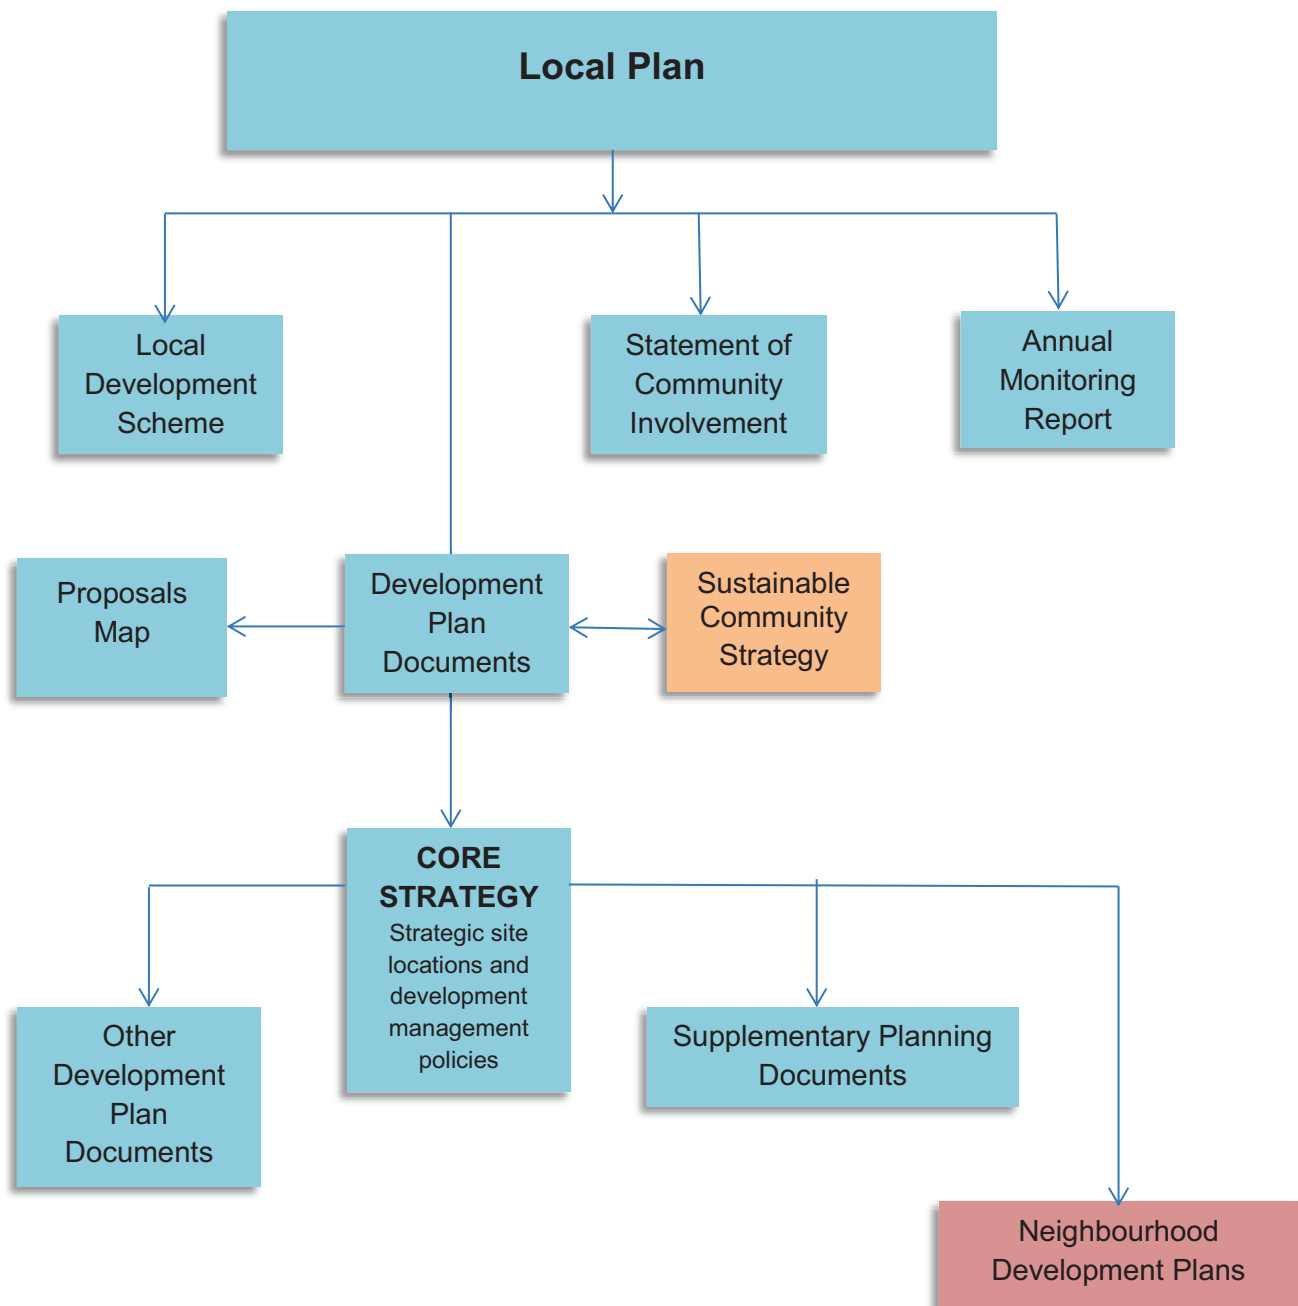 Local Plan
Local
Development
Scheme
Statement of
Community
Involvement
Annual
Monitoring
Report
Proposals
Map
Development
Plan
Documents
Sustainable
Community
Strategy
CORE
STRATEGY
Strategic site
locations and
development
management
policies
Other
Development
Plan
Documents
Supplementary Planning
Documents
Neighbourhood
Development Plans